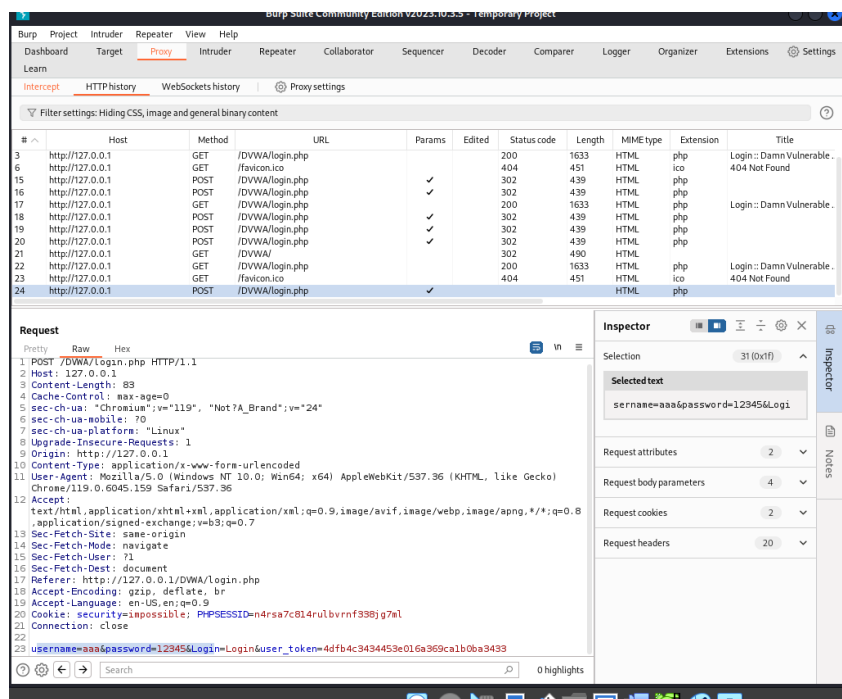 Burp Suite Community Edition v2023.10.3.5 - Temporary Project
Burp Project Intruder Repeater View Help
Dashboard Target Proxy Intruder Repeater Collaborator Sequencer Decoder Comparer Logger Organizer Extensions Settings
Learn
Intercept HTTP history WebSockets history Proxy settings
Filter settings: Hiding CSS, image and general binary content
# Host Method URL Params Edited Status code Length MIME type Extension Title
3 http://127.0.0.1 GET /DVWA/login.php 200 1633 HTML php Login :: Damn Vulnerable .
6 http://127.0.0.1 GET /favicon.ico 404 451 HTML ico 404 Not Found
15 http://127.0.0.1 POST /DVWA/login.php ✓ 302 439 HTML php
16 http://127.0.0.1 POST /DVWA/login.php ✓ 302 439 HTML php
17 http://127.0.0.1 GET /DVWA/login.php 200 1633 HTML php Login :: Damn Vulnerable .
18 http://127.0.0.1 POST /DVWA/login.php ✓ 302 439 HTML php
19 http://127.0.0.1 POST /DVWA/login.php ✓ 302 439 HTML php
20 http://127.0.0.1 POST /DVWA/login.php ✓ 302 439 HTML php
21 http://127.0.0.1 GET /DVWA/ 302 490 HTML
22 http://127.0.0.1 GET /DVWA/login.php 200 1633 HTML php Login :: Damn Vulnerable .
23 http://127.0.0.1 GET /favicon.ico 404 451 HTML ico 404 Not Found
24 http://127.0.0.1 POST /DVWA/login.php ✓ HTML php
Request
Pretty Raw Hex \n
1 POST /DVWA/login.php HTTP/1.1
2 Host: 127.0.0.1
3 Content-Length: 83
4 Cache-Control: max-age=0
5 sec-ch-ua: "Chromium";v="119", "Not?A_Brand";v="24"
6 sec-ch-ua-mobile: ?0
7 sec-ch-ua-platform: "Linux"
8 Upgrade-Insecure-Requests: 1
9 Origin: http://127.0.0.1
10 Content-Type: application/x-www-form-urlencoded
11 User-Agent: Mozilla/5.0 (Windows NT 10.0; Win64; x64) AppleWebKit/537.36 (KHTML, like Gecko)
Chrome/119.0.6045.159 Safari/537.36
12 Accept:
text/html,application/xhtml+xml,application/xml;q=0.9,image/avif,image/webp,image/apng,*/*;q=0.8
,application/signed-exchange;v=b3;q=0.7
13 Sec-Fetch-Site: same-origin
14 Sec-Fetch-Mode: navigate
15 Sec-Fetch-User: ?1
16 Sec-Fetch-Dest: document
17 Referer: http://127.0.0.1/DVWA/login.php
18 Accept-Encoding: gzip, deflate, br
19 Accept-Language: en-US,en;q=0.9
20 Cookie: security=impossible; PHPSESSID=n4rsa7c814rulbvrnf338jg7ml
21 Connection: close
22
23 username=aaa&password=12345&Login=Login&user_token=4dfb4c3434453e016a369ca1b0ba3433
Search 0 highlights
Inspector
Selection 31 (0x1f)
Selected text
sername=aaa&password=12345&Logi
Request attributes 2
Request body parameters 4
Request cookies 2
Request headers 20
Inspector
Notes